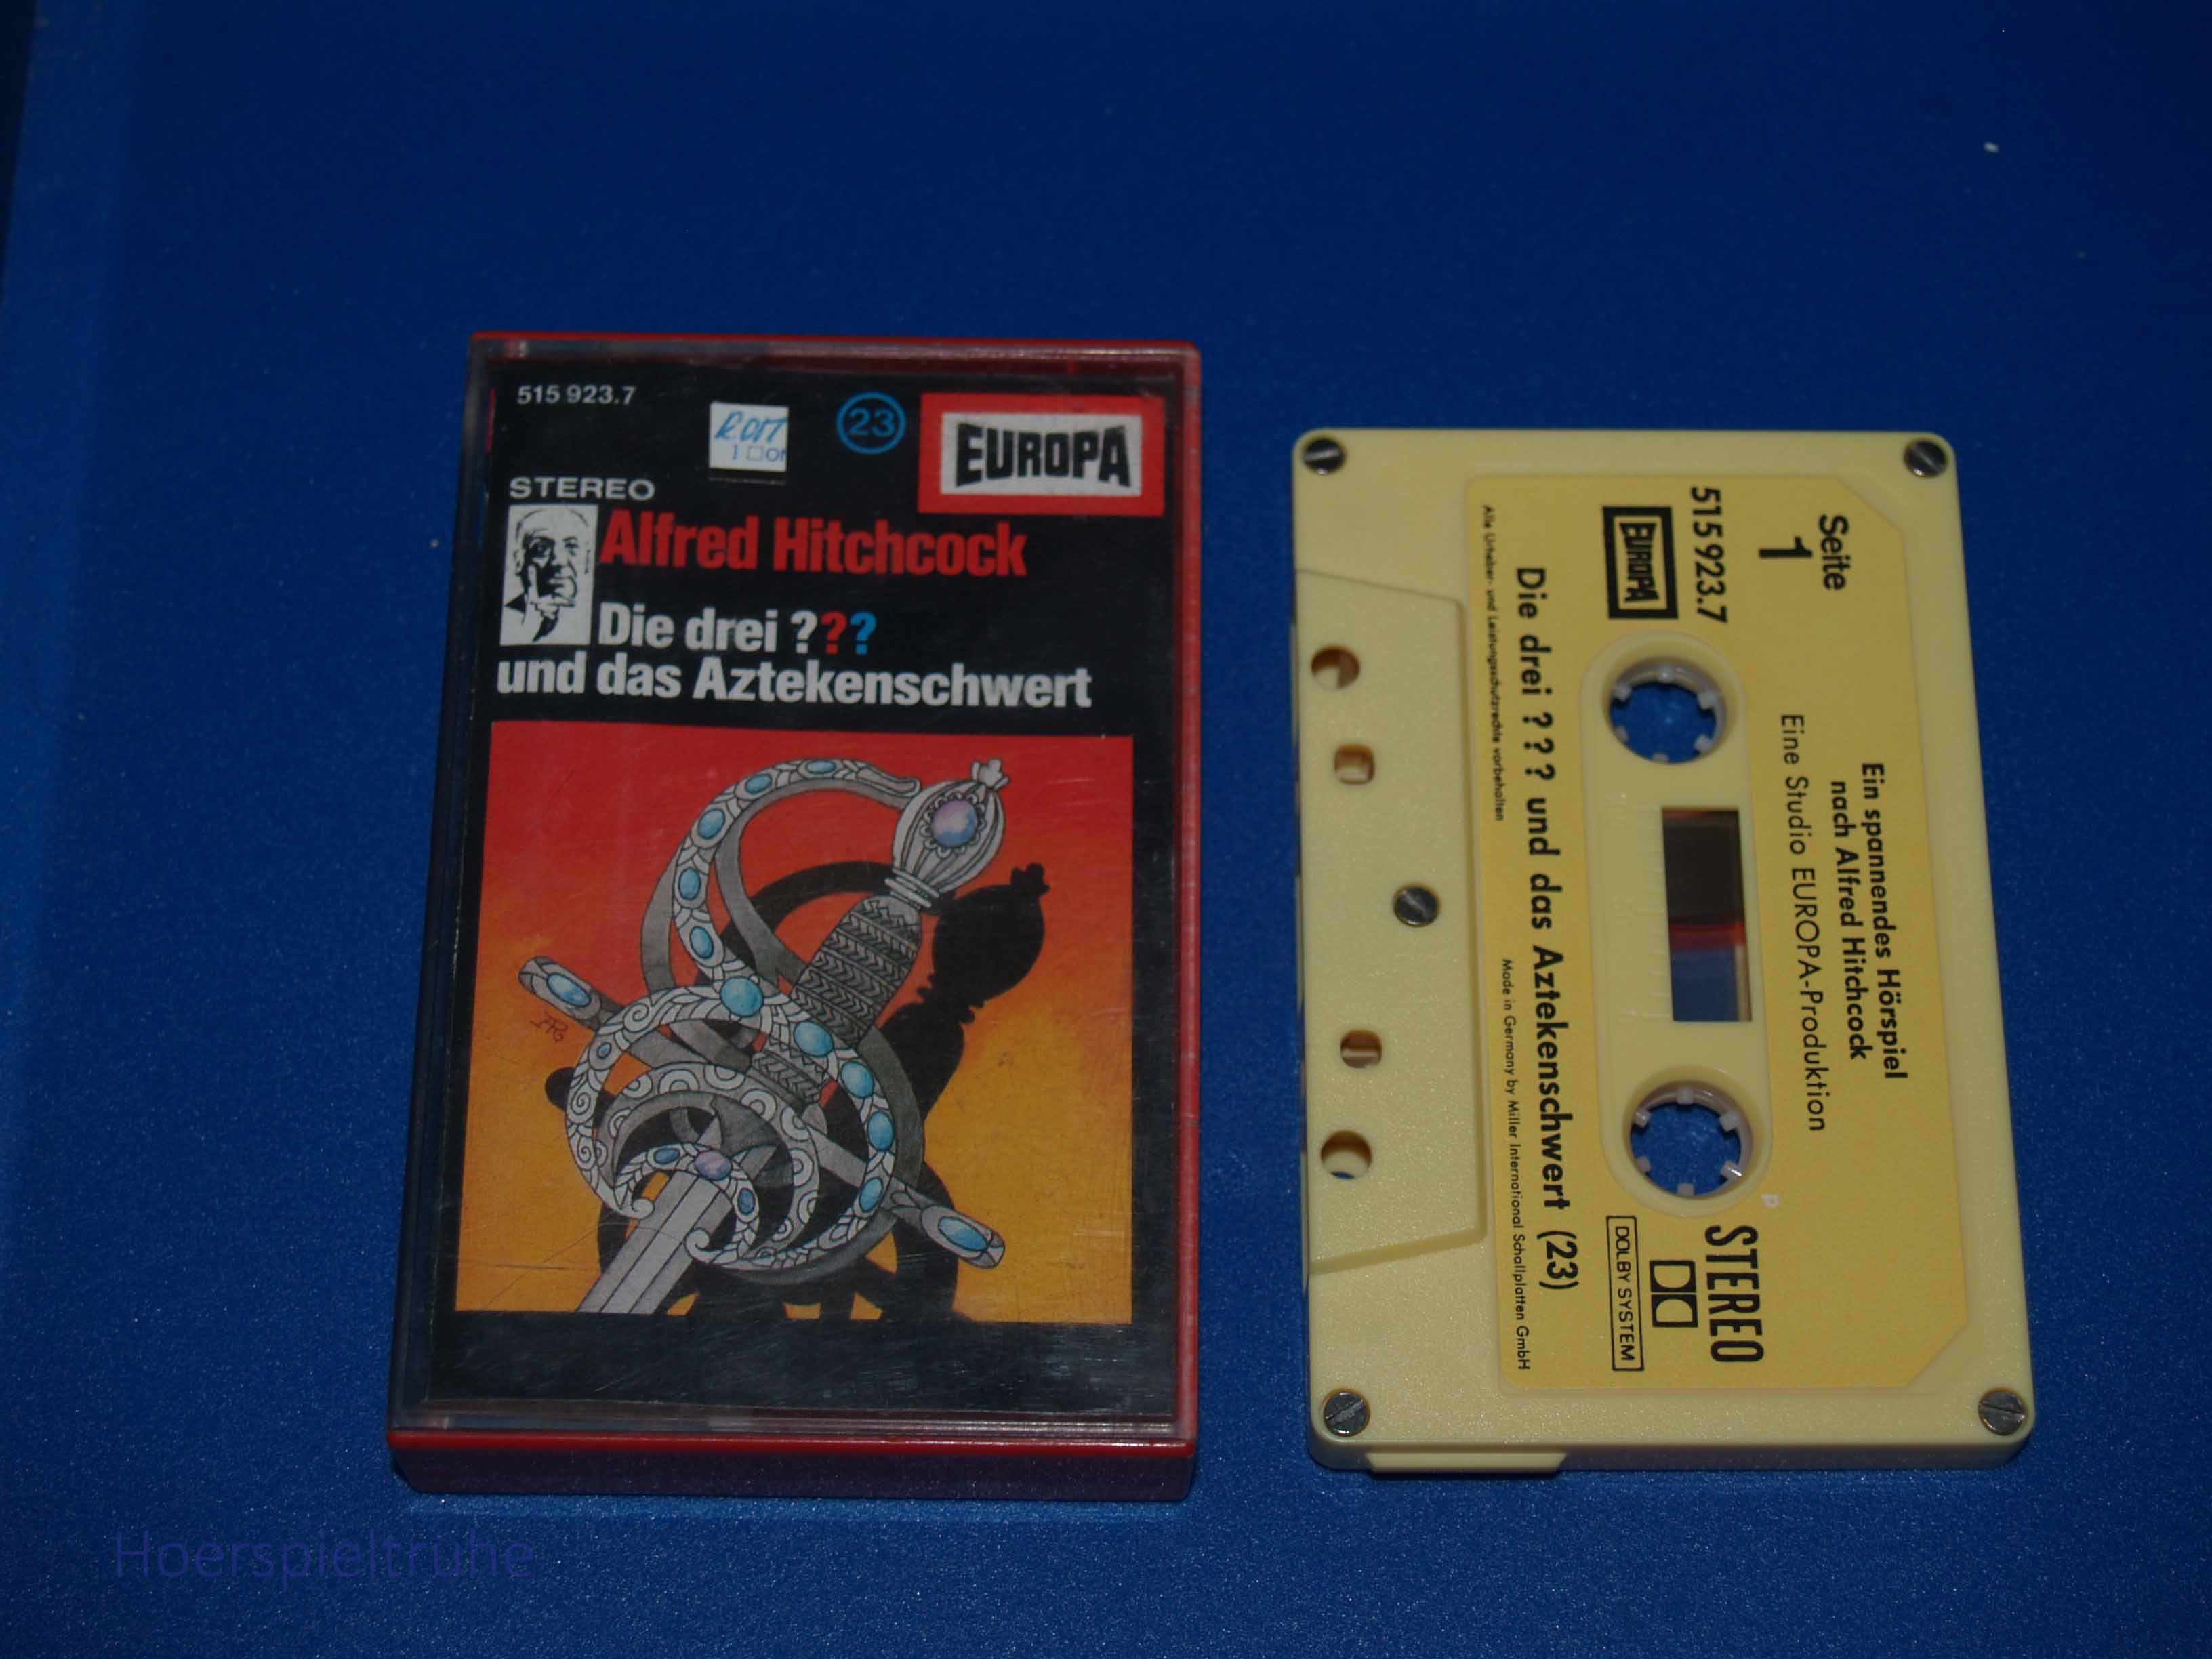 515 923.7
23
EUROPA
STEREO
Alfred Hitchcock
Die drei ???
und das Aztekenschwert
Seite
1
515 923.7
EUROPA
Ein spannendes Hörspiel
nach Alfred Hitchcock
Eine Studio EUROPA-Produktion
STEREO
DOLBY SYSTEM
Die drei ? ? ? und das Aztekenschwert (23)
Alle Urheber- und Leistungsschutzrechte vorbehalten
Made in Germany by Miller International Schallplatten GmbH
Hoerspieltruhe